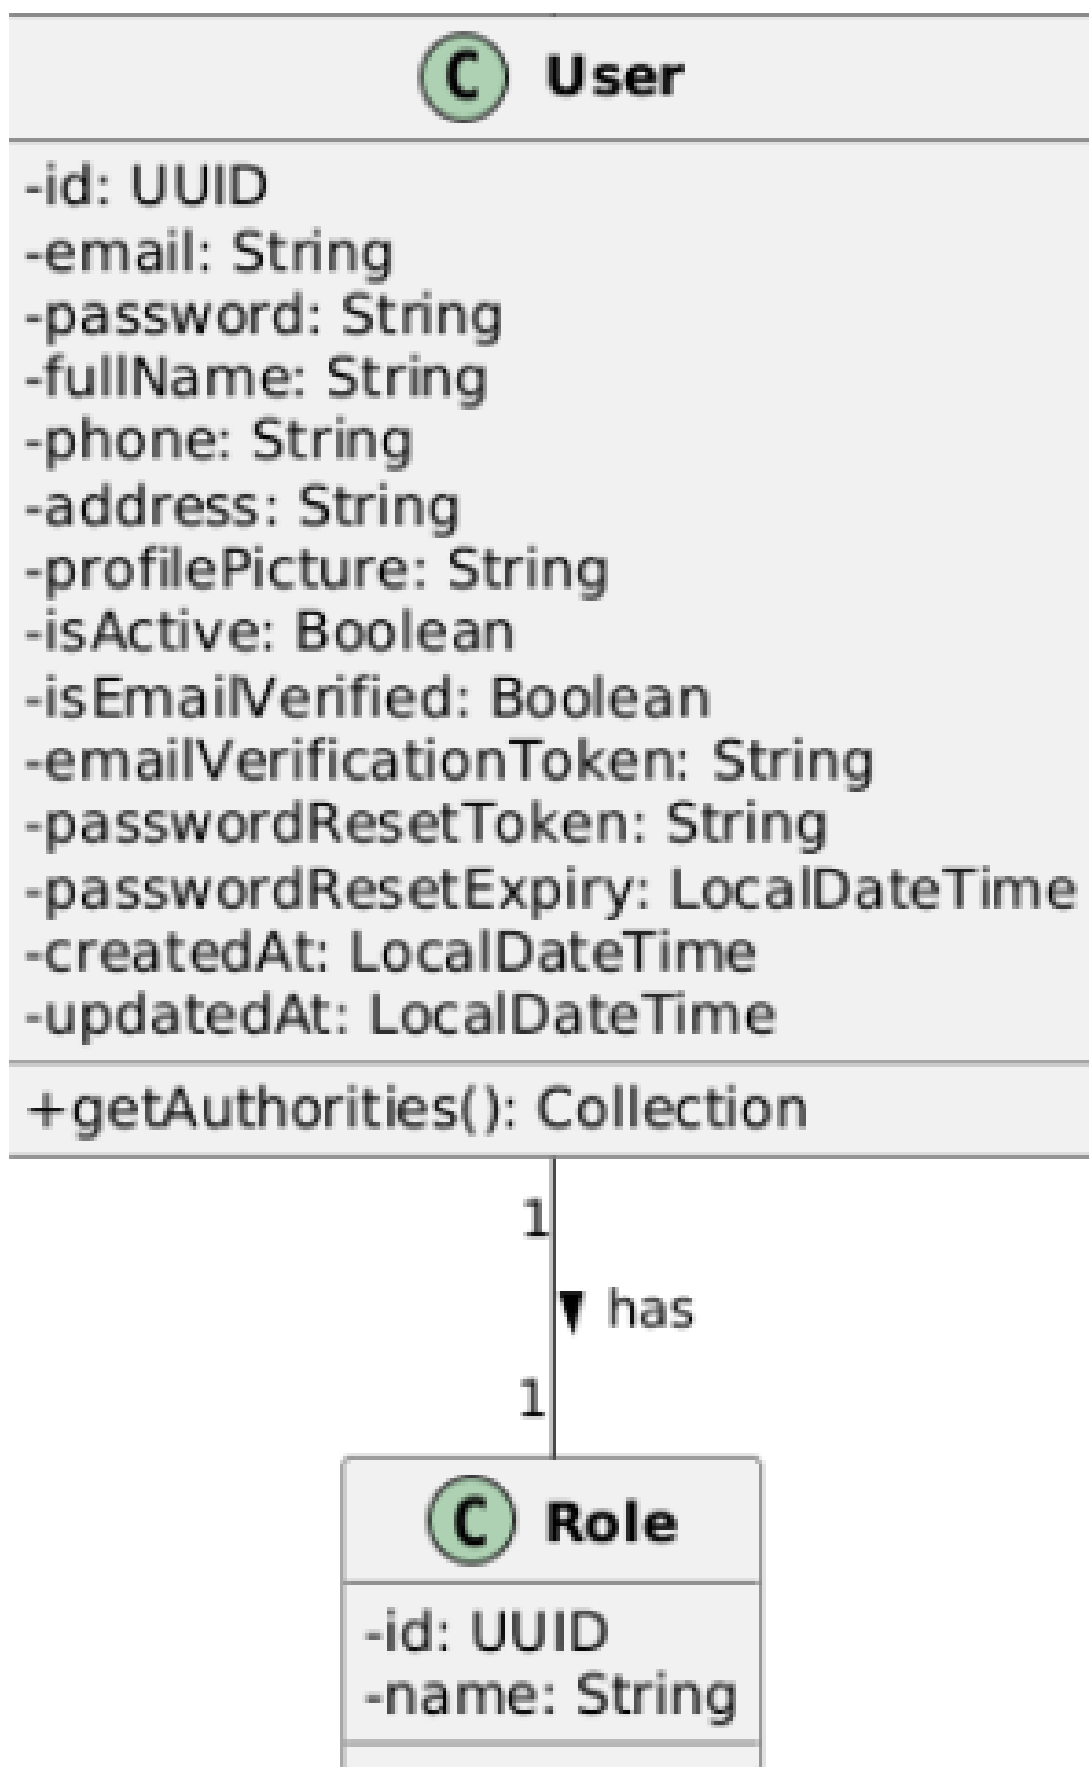 C User
-id: UUID
-email: String
-password: String
-fullName: String
-phone: String
-address: String
-profilePicture: String
-isActive: Boolean
-isEmailVerified: Boolean
-emailVerificationToken: String
-passwordResetToken: String
-passwordResetExpiry: LocalDateTime
-createdAt: LocalDateTime
-updatedAt: LocalDateTime
+getAuthorities(): Collection
1
has
1
C Role
-id: UUID
-name: String